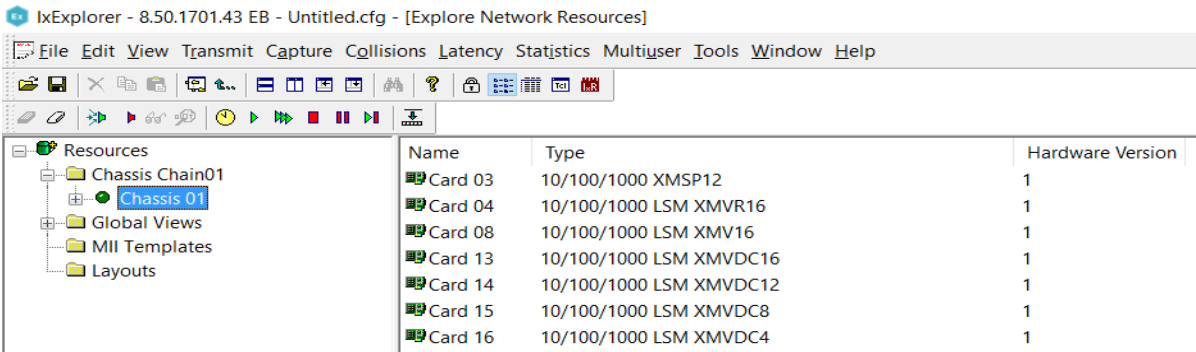 IxExplorer - 8.50.1701.43 EB - Untitled.cfg - [Explore Network Resources]
File Edit View Transmit Capture Collisions Latency Statistics Multiuser Tools Window Help
Resources
Chassis Chain01
Chassis 01
Global Views
MII Templates
Layouts
Name Type Hardware Version
Card 03 10/100/1000 XMSP12 1
Card 04 10/100/1000 LSM XMVR16 1
Card 08 10/100/1000 LSM XMV16 1
Card 13 10/100/1000 LSM XMVDC16 1
Card 14 10/100/1000 LSM XMVDC12 1
Card 15 10/100/1000 LSM XMVDC8 1
Card 16 10/100/1000 LSM XMVDC4 1